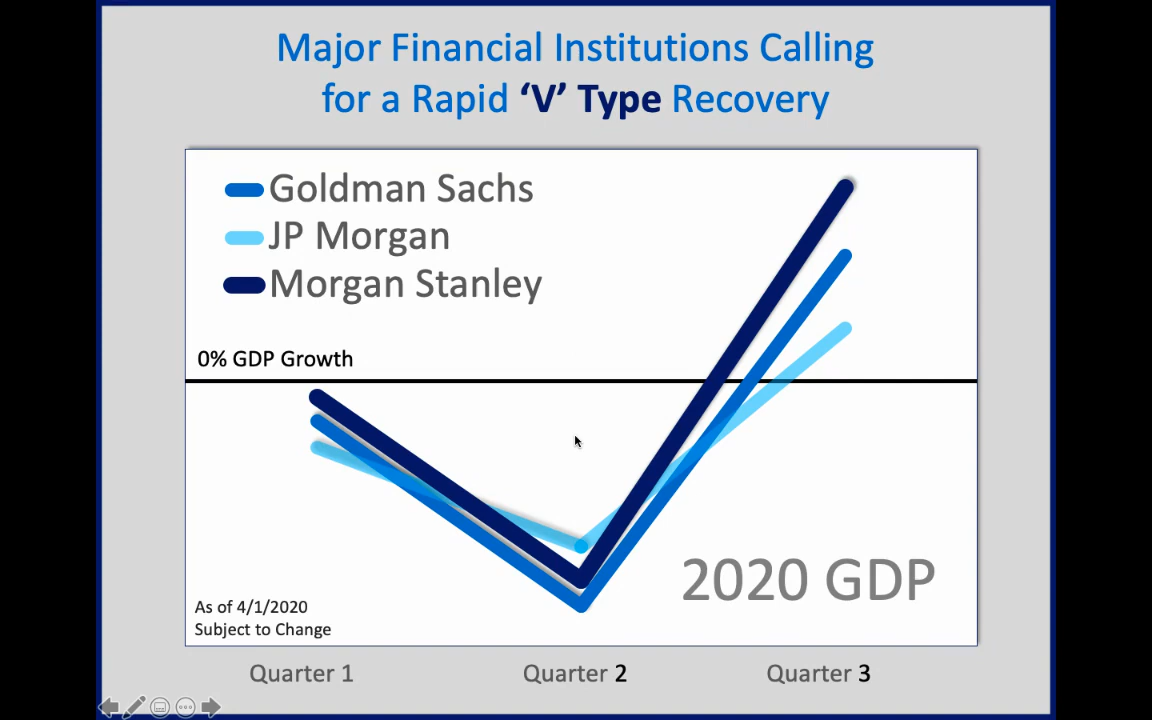 Major Financial Institutions Calling
for a Rapid ‘V’ Type Recovery
Goldman Sachs
JP Morgan
Morgan Stanley
0% GDP Growth
2020 GDP
As of 4/1/2020
Subject to Change
Quarter 1
Quarter 2
Quarter 3